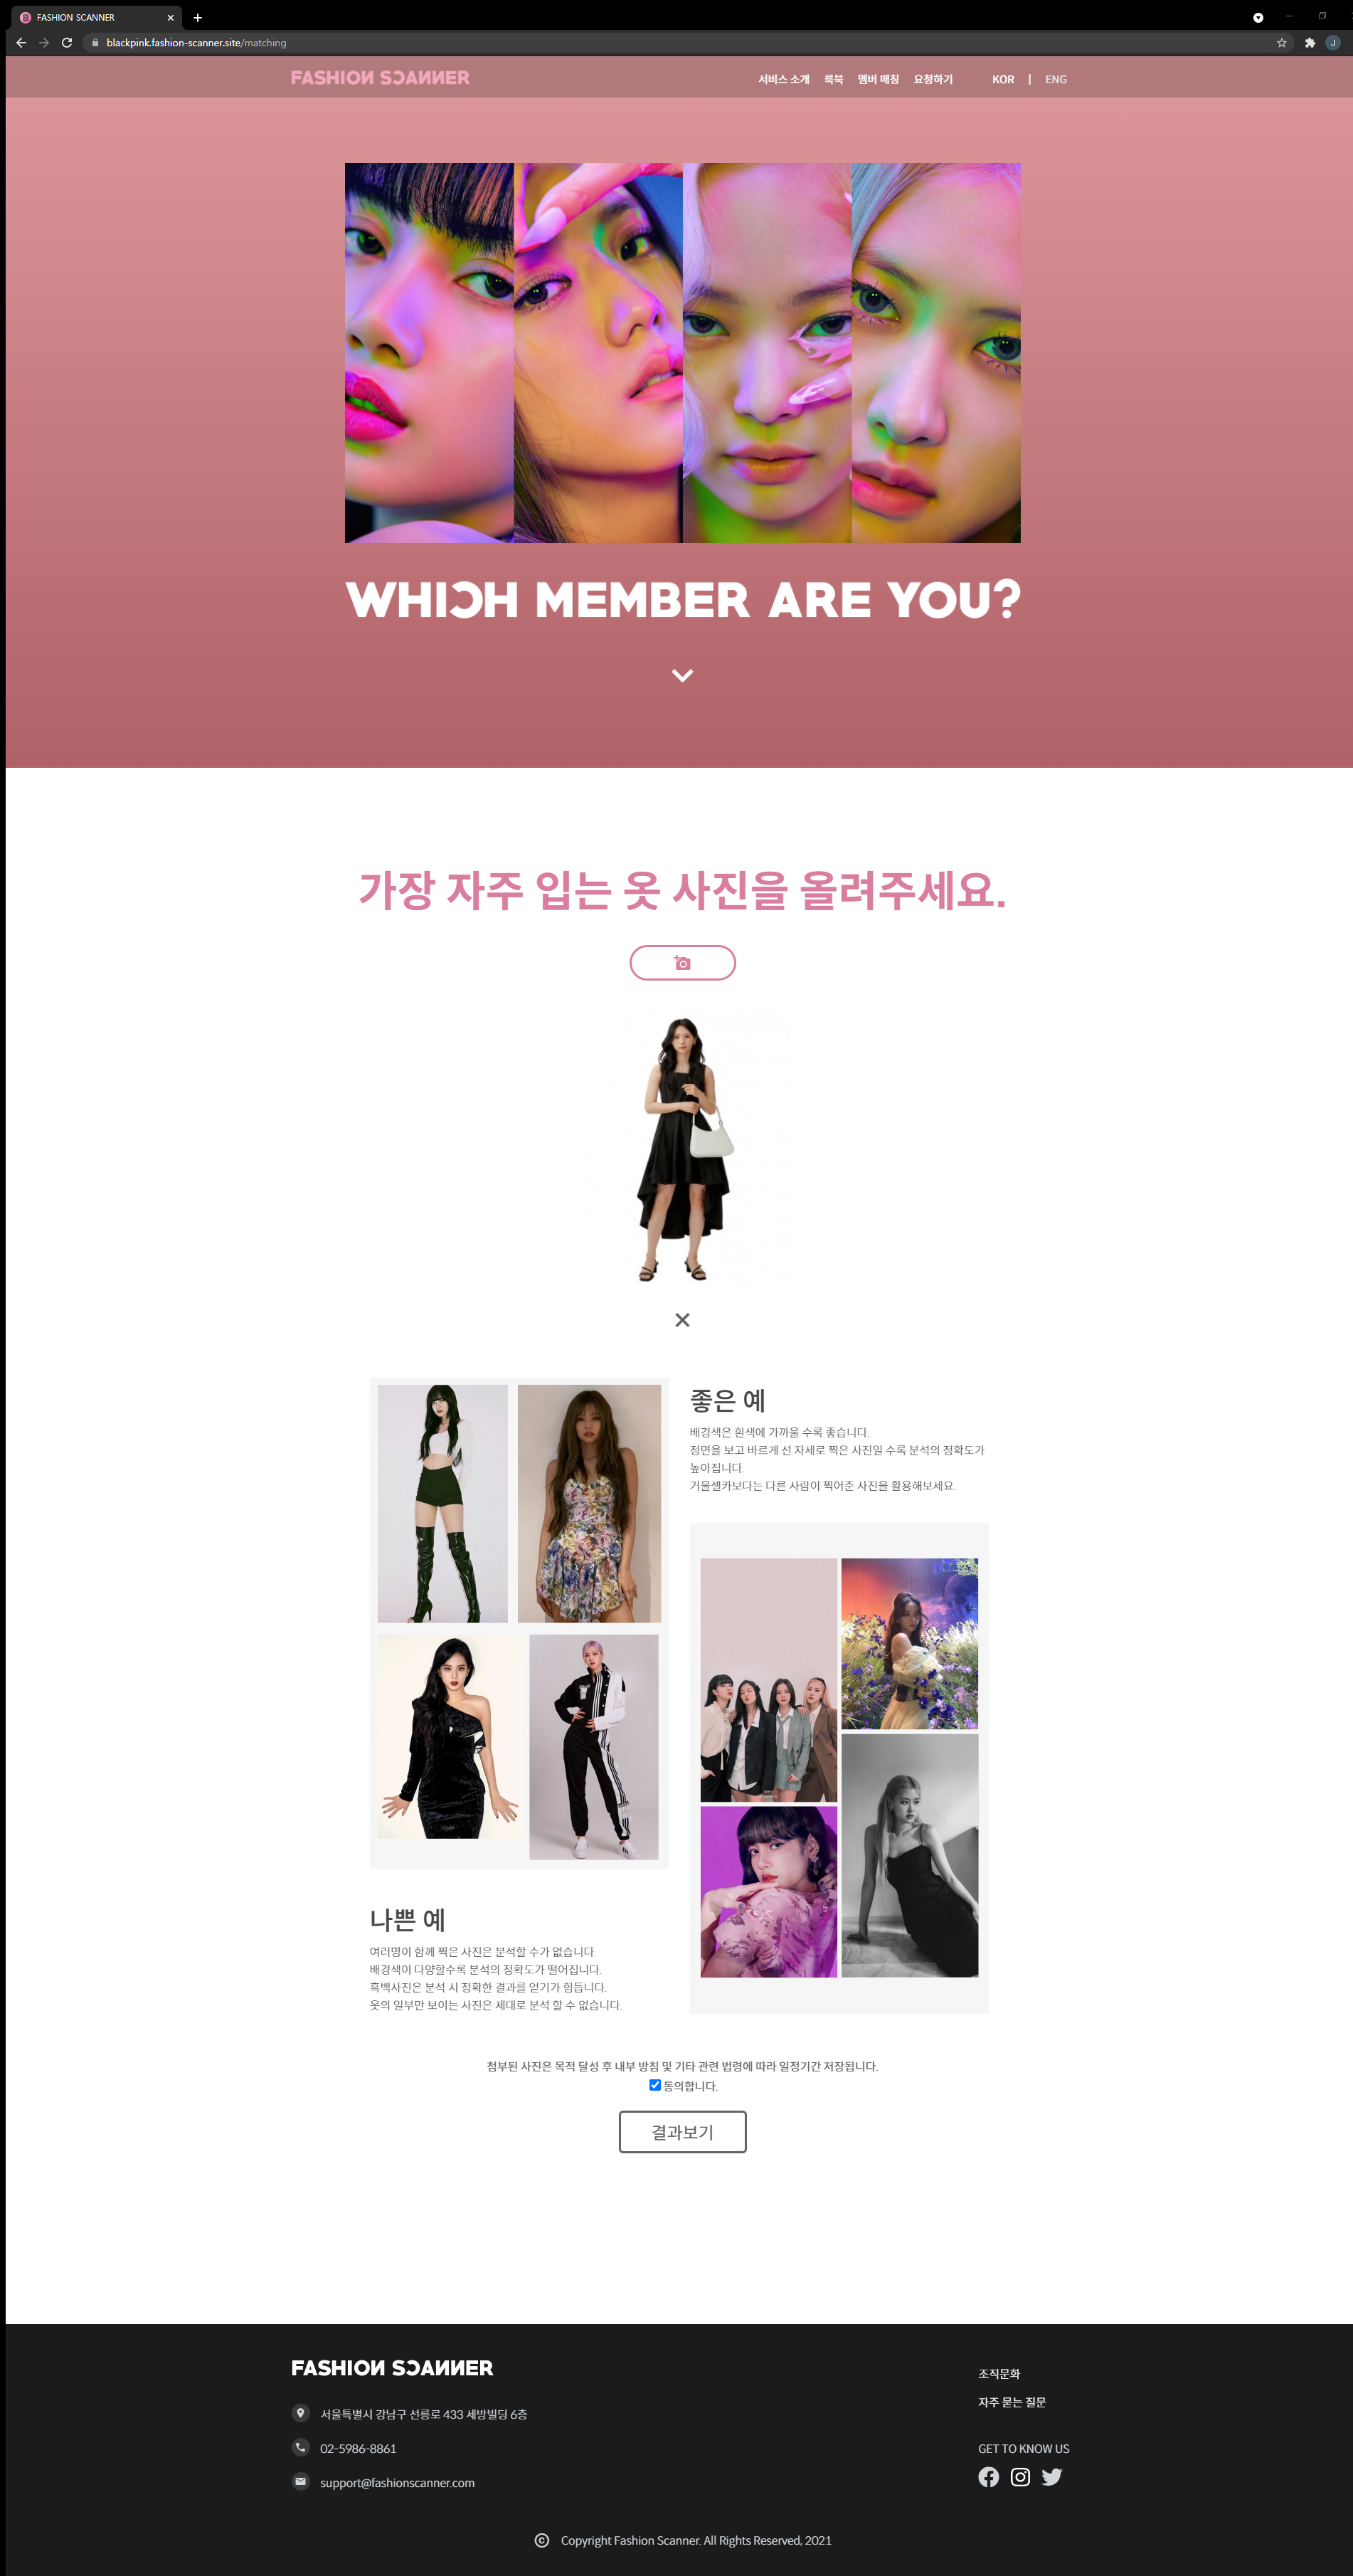 FASHION SCANNER
blackpink.fashion-scanner.site/matching
J
FASHION SCANNER
서비스 소개 룩북 멤버 매칭 요청하기 KOR | ENG
WHICH MEMBER ARE YOU?
가장 자주 입는 옷 사진을 올려주세요.
좋은 예
배경색은 흰색에 가까울 수록 좋습니다.
정면을 보고 바르게 선 자세로 찍은 사진일 수록 분석의 정확도가
높아집니다.
거울셀카보다는 다른 사람이 찍어준 사진을 활용해보세요.
나쁜 예
여러명이 함께 찍은 사진은 분석할 수가 없습니다.
배경색이 다양할수록 분석의 정확도가 떨어집니다.
흑백사진은 분석 시 정확한 결과를 얻기가 힘듭니다.
옷의 일부만 보이는 사진은 제대로 분석 할 수 없습니다.
첨부된 사진은 목적 달성 후 내부 방침 및 기타 관련 법령에 따라 일정기간 저장됩니다.
동의합니다.
결과보기
FASHION SCANNER
서울특별시 강남구 선릉로 433 세방빌딩 6층
02-5986-8861
support@fashionscanner.com
조직문화
자주 묻는 질문
GET TO KNOW US
© Copyright Fashion Scanner. All Rights Reserved, 2021